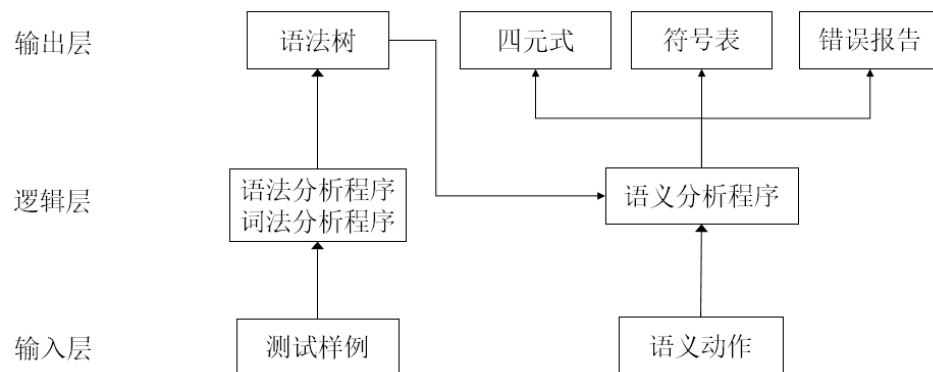 输出层
语法树
四元式
符号表
错误报告
逻辑层
语法分析程序
词法分析程序
语义分析程序
输入层
测试样例
语义动作